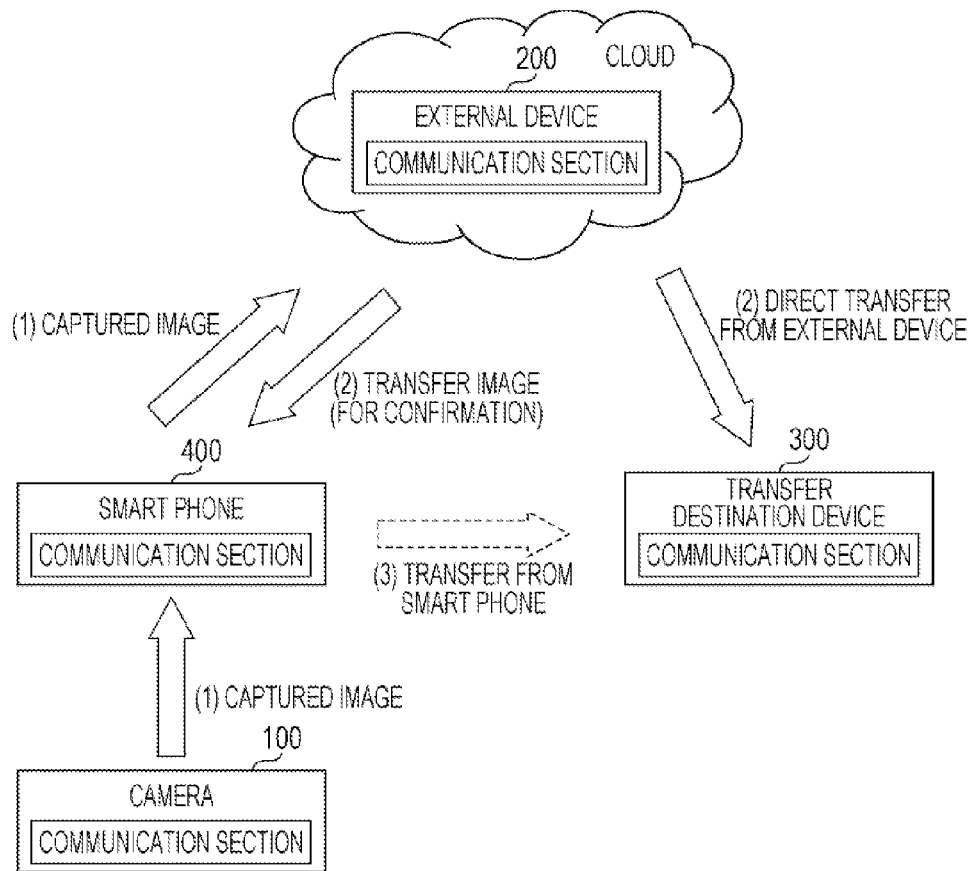 200
CLOUD
EXTERNAL DEVICE
COMMUNICATION SECTION
(1) CAPTURED IMAGE
(2) TRANSFER IMAGE
(FOR CONFIRMATION)
(2) DIRECT TRANSFER
FROM EXTERNAL DEVICE
400
SMART PHONE
COMMUNICATION SECTION
(3) TRANSFER FROM
SMART PHONE
300
TRANSFER
DESTINATION DEVICE
COMMUNICATION SECTION
(1) CAPTURED IMAGE
100
CAMERA
COMMUNICATION SECTION